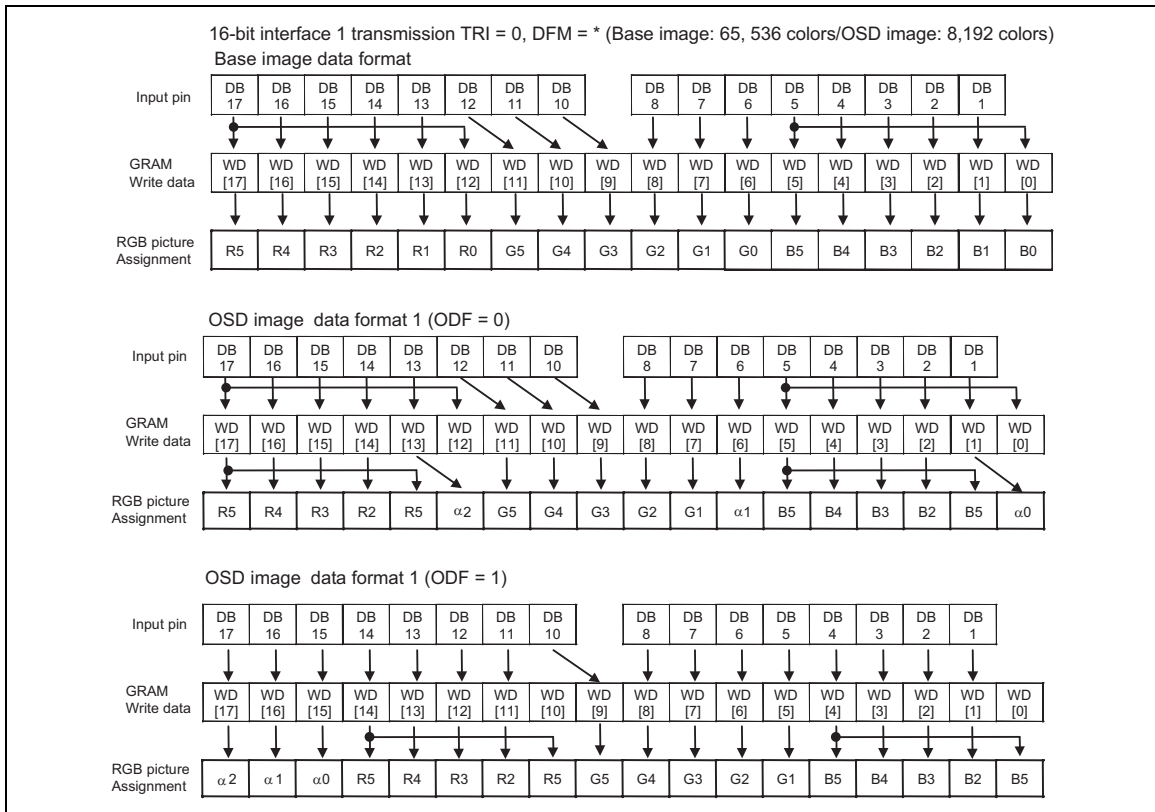 16-bit interface 1 transmission TRI = 0, DFM = * (Base image: 65, 536 colors/OSD image: 8,192 colors)
Base image data format
Input pin
DB 17 DB 16 DB 15 DB 14 DB 13 DB 12 DB 11 DB 10 DB 8 DB 7 DB 6 DB 5 DB 4 DB 3 DB 2 DB 1
GRAM Write data
WD [17] WD [16] WD [15] WD [14] WD [13] WD [12] WD [11] WD [10] WD [9] WD [8] WD [7] WD [6] WD [5] WD [4] WD [3] WD [2] WD [1] WD [0]
RGB picture Assignment
R5 R4 R3 R2 R1 R0 G5 G4 G3 G2 G1 G0 B5 B4 B3 B2 B1 B0
OSD image data format 1 (ODF = 0)
Input pin
DB 17 DB 16 DB 15 DB 14 DB 13 DB 12 DB 11 DB 10 DB 8 DB 7 DB 6 DB 5 DB 4 DB 3 DB 2 DB 1
GRAM Write data
WD [17] WD [16] WD [15] WD [14] WD [13] WD [12] WD [11] WD [10] WD [9] WD [8] WD [7] WD [6] WD [5] WD [4] WD [3] WD [2] WD [1] WD [0]
RGB picture Assignment
R5 R4 R3 R2 R5 α2 G5 G4 G3 G2 G1 α1 B5 B4 B3 B2 B5 α0
OSD image data format 1 (ODF = 1)
Input pin
DB 17 DB 16 DB 15 DB 14 DB 13 DB 12 DB 11 DB 10 DB 8 DB 7 DB 6 DB 5 DB 4 DB 3 DB 2 DB 1
GRAM Write data
WD [17] WD [16] WD [15] WD [14] WD [13] WD [12] WD [11] WD [10] WD [9] WD [8] WD [7] WD [6] WD [5] WD [4] WD [3] WD [2] WD [1] WD [0]
RGB picture Assignment
α2 α1 α0 R5 R4 R3 R2 R5 G5 G4 G3 G2 G1 B5 B4 B3 B2 B5